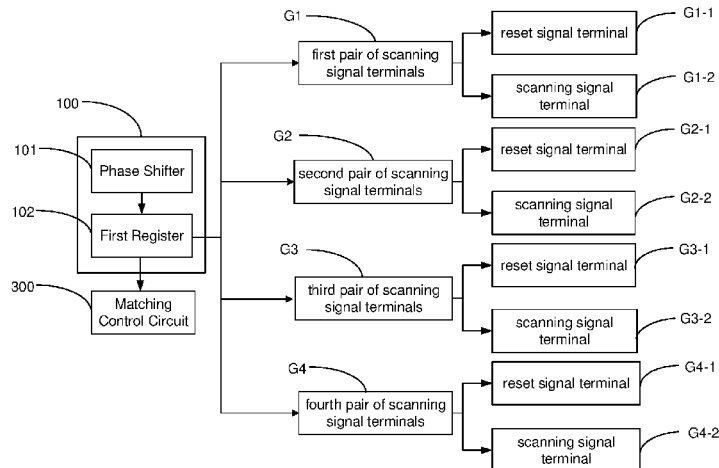 G1
G1-1
reset signal terminal
first pair of scanning
signal terminals
100
scanning signal
terminal
G1-2
101
Phase Shifter
G2
G2-1
reset signal terminal
second pair of scanning
signal terminals
102
First Register
scanning signal
terminal
G2-2
G3
G3-1
reset signal terminal
300
Matching
Control Circuit
third pair of scanning
signal terminals
scanning signal
terminal
G3-2
G4
G4-1
reset signal terminal
fourth pair of scanning
signal terminals
scanning signal
terminal
G4-2